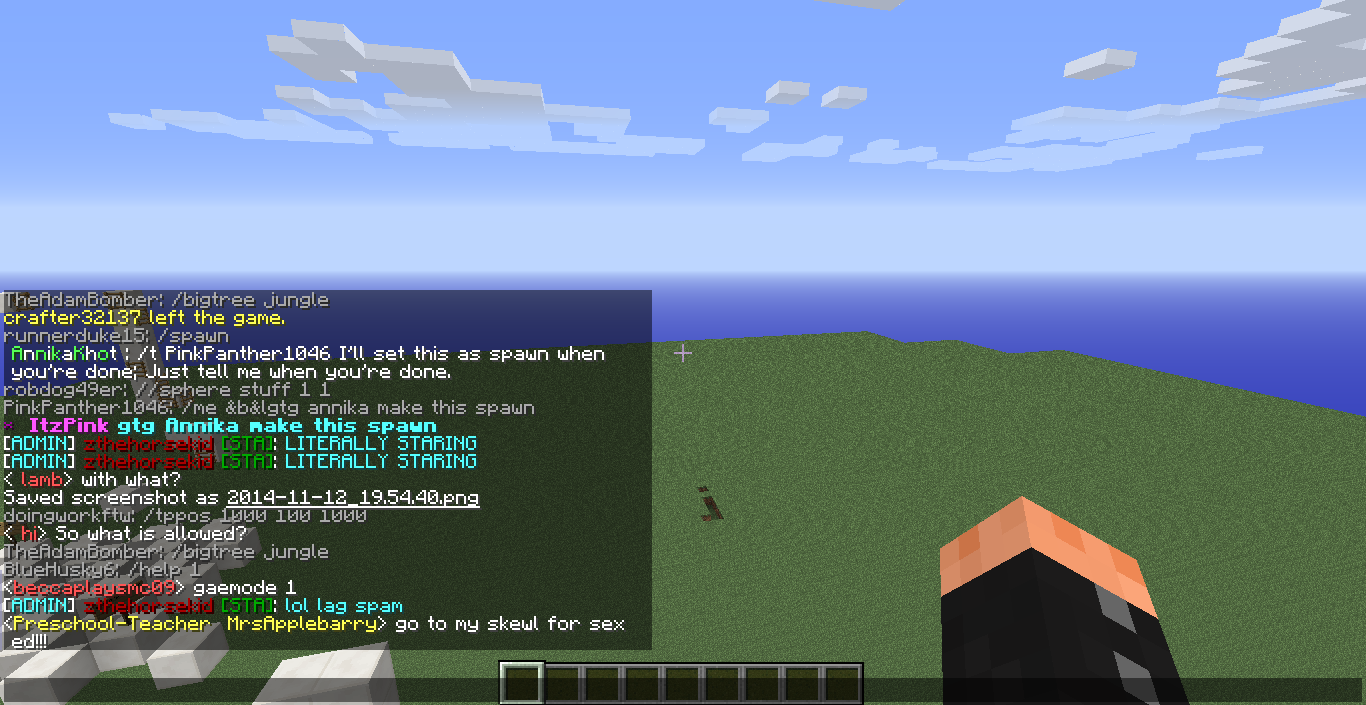 TheAdamBomber: /bigtree jungle
crafter32137 left the game.
runnerduke15: /spawn
AnnikaKhot : /t PinkPanther1046 I'll set this as spawn when
you're done; Just tell me when you're done.
robdog49er: //sphere stuff 1 1
PinkPanther1046: /me &b&lgtg annika make this spawn
* ItzPink gtg Annika make this spawn
[ADMIN] zthehorsekid [STA]: LITERALLY STARING
[ADMIN] zthehorsekid [STA]: LITERALLY STARING
< lamb> with what?
Saved screenshot as 2014-11-12_19.54.40.png
doingworkftw: /tppos 1000 100 1000
< hi> So what is allowed?
TheAdamBomber: /bigtree jungle
BlueHusky6: /help 1
<beccaplaysmc09> gaemode 1
[ADMIN] zthehorsekid [STA]: lol lag spam
<Preschool-Teacher MrsApplebarry> go to my skewl for sex
ed!!!